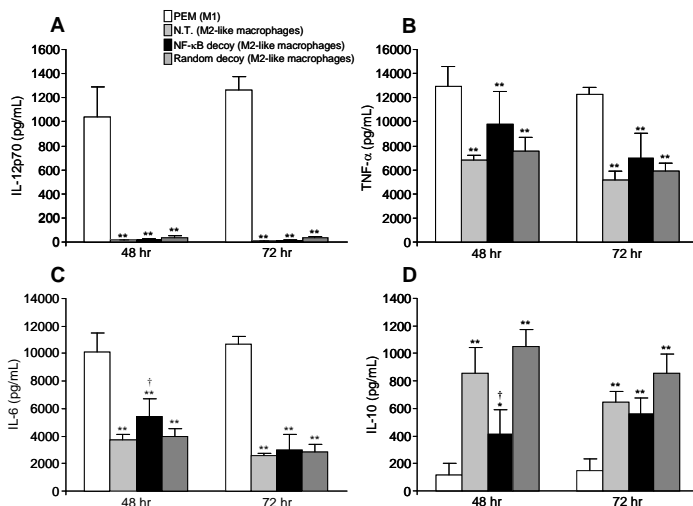 PEM (M1)
N.T. (M2-like macrophages)
NF-κB decoy (M2-like macrophages)
Random decoy (M2-like macrophages)
A
IL-12p70 (pg/mL)
1600
1400
1200
1000
800
600
400
200
0
** ** **
** ** **
48 hr
72 hr
B
TNF-α (pg/mL)
16000
14000
12000
10000
8000
6000
4000
2000
0
** ** **
** ** **
48 hr
72 hr
C
IL-6 (pg/mL)
14000
12000
10000
8000
6000
4000
2000
0
†
** ** **
** ** **
48 hr
72 hr
D
IL-10 (pg/mL)
1400
1200
1000
800
600
400
200
0
†
** * **
** ** **
48 hr
72 hr